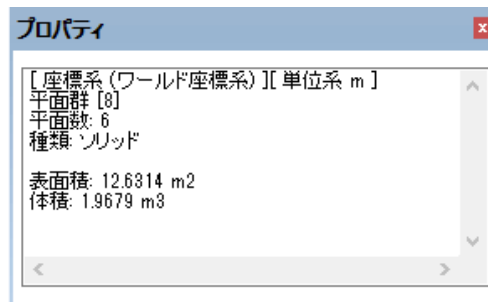 プロパティ
[ 座標系 (ワールド座標系) ][ 単位系 m ]
平面群 [8]
平面数: 6
種類: ソリッド
表面積: 12.6314 m2
体積: 1.9679 m3